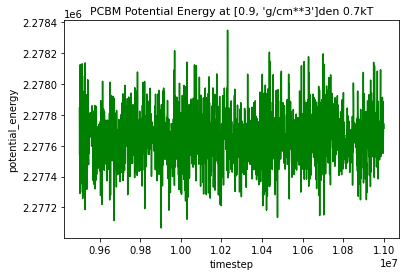 PCBM Potential Energy at [0.9, 'g/cm**3']den 0.7kT
1e6
2.2784
2.2780
2.2778
2.2776
2.2774
2.2772
potential_energy
0.96 0.98 1.00 1.02 1.04 1.06 1.08 1.10
1e7
timestep